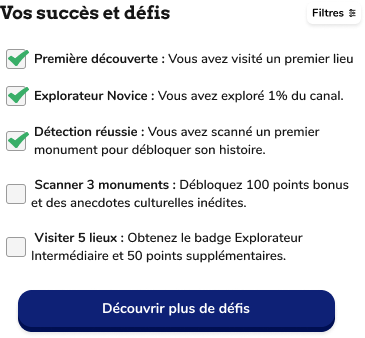 Vos succès et défis
Filtres
Première découverte : Vous avez visité un premier lieu
Explorateur Novice : Vous avez exploré 1% du canal.
Détection réussie : Vous avez scanné un premier
monument pour débloquer son histoire.
Scanner 3 monuments : Débloquez 100 points bonus
et des anecdotes culturelles inédites.
Visiter 5 lieux : Obtenez le badge Explorateur
Intermédiaire et 50 points supplémentaires.
Découvrir plus de défis